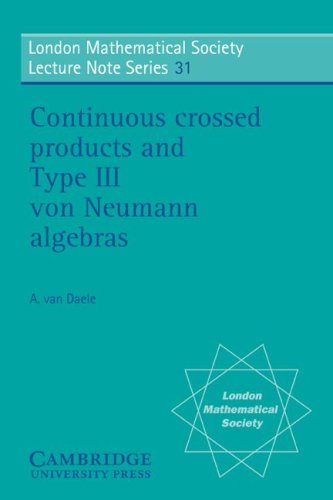 London Mathematical Society
Lecture Note Series 31
Continuous crossed
products and
Type III
von Neumann
algebras
A. van Daele
London
Mathematical
Society
CAMBRIDGE
UNIVERSITY PRESS